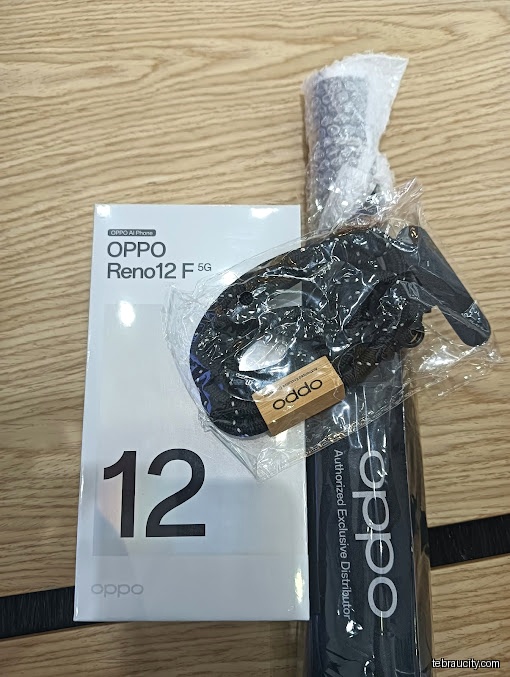 OPPO AI Phone
OPPO
Reno12 F 5G
12
oppo
oppo
oppo
Authorized Exclusive Distributor
tebraucity.com